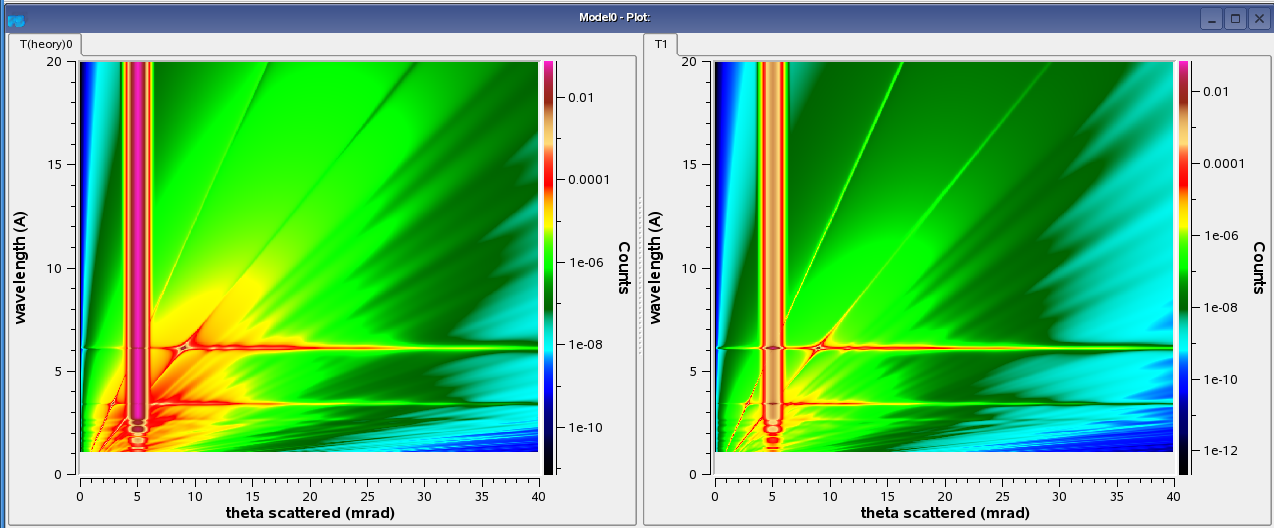 Model0 - Plot:
T(heory)0
T1
20
15
10
5
0
wavelength (A)
0 5 10 15 20 25 30 35 40
theta scattered (mrad)
0.01
0.0001
1e-06
1e-08
1e-10
Counts
20
15
10
5
0
wavelength (A)
0 5 10 15 20 25 30 35 40
theta scattered (mrad)
0.01
0.0001
1e-06
1e-08
1e-10
1e-12
Counts